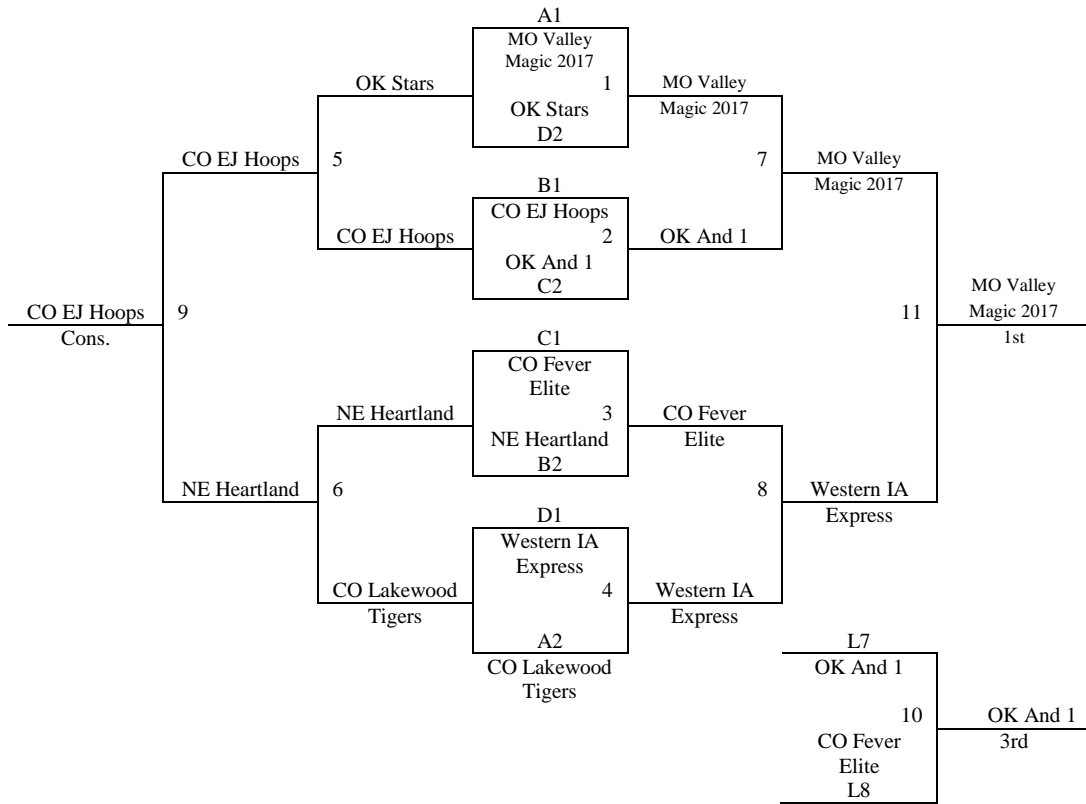 A1
MO Valley
Magic 2017
OK Stars
1
MO Valley
OK Stars
Magic 2017
D2
CO EJ Hoops
5
7
MO Valley
Magic 2017
B1
CO EJ Hoops
CO EJ Hoops
2
OK And 1
OK And 1
C2
MO Valley
CO EJ Hoops
9
11
Magic 2017
Cons.
1st
C1
CO Fever
Elite
NE Heartland
3
CO Fever
NE Heartland
Elite
B2
NE Heartland
6
8
Western IA
Express
D1
Western IA
Express
CO Lakewood
4
Western IA
Tigers
Express
A2
L7
CO Lakewood
OK And 1
Tigers
10
OK And 1
CO Fever
3rd
Elite
L8